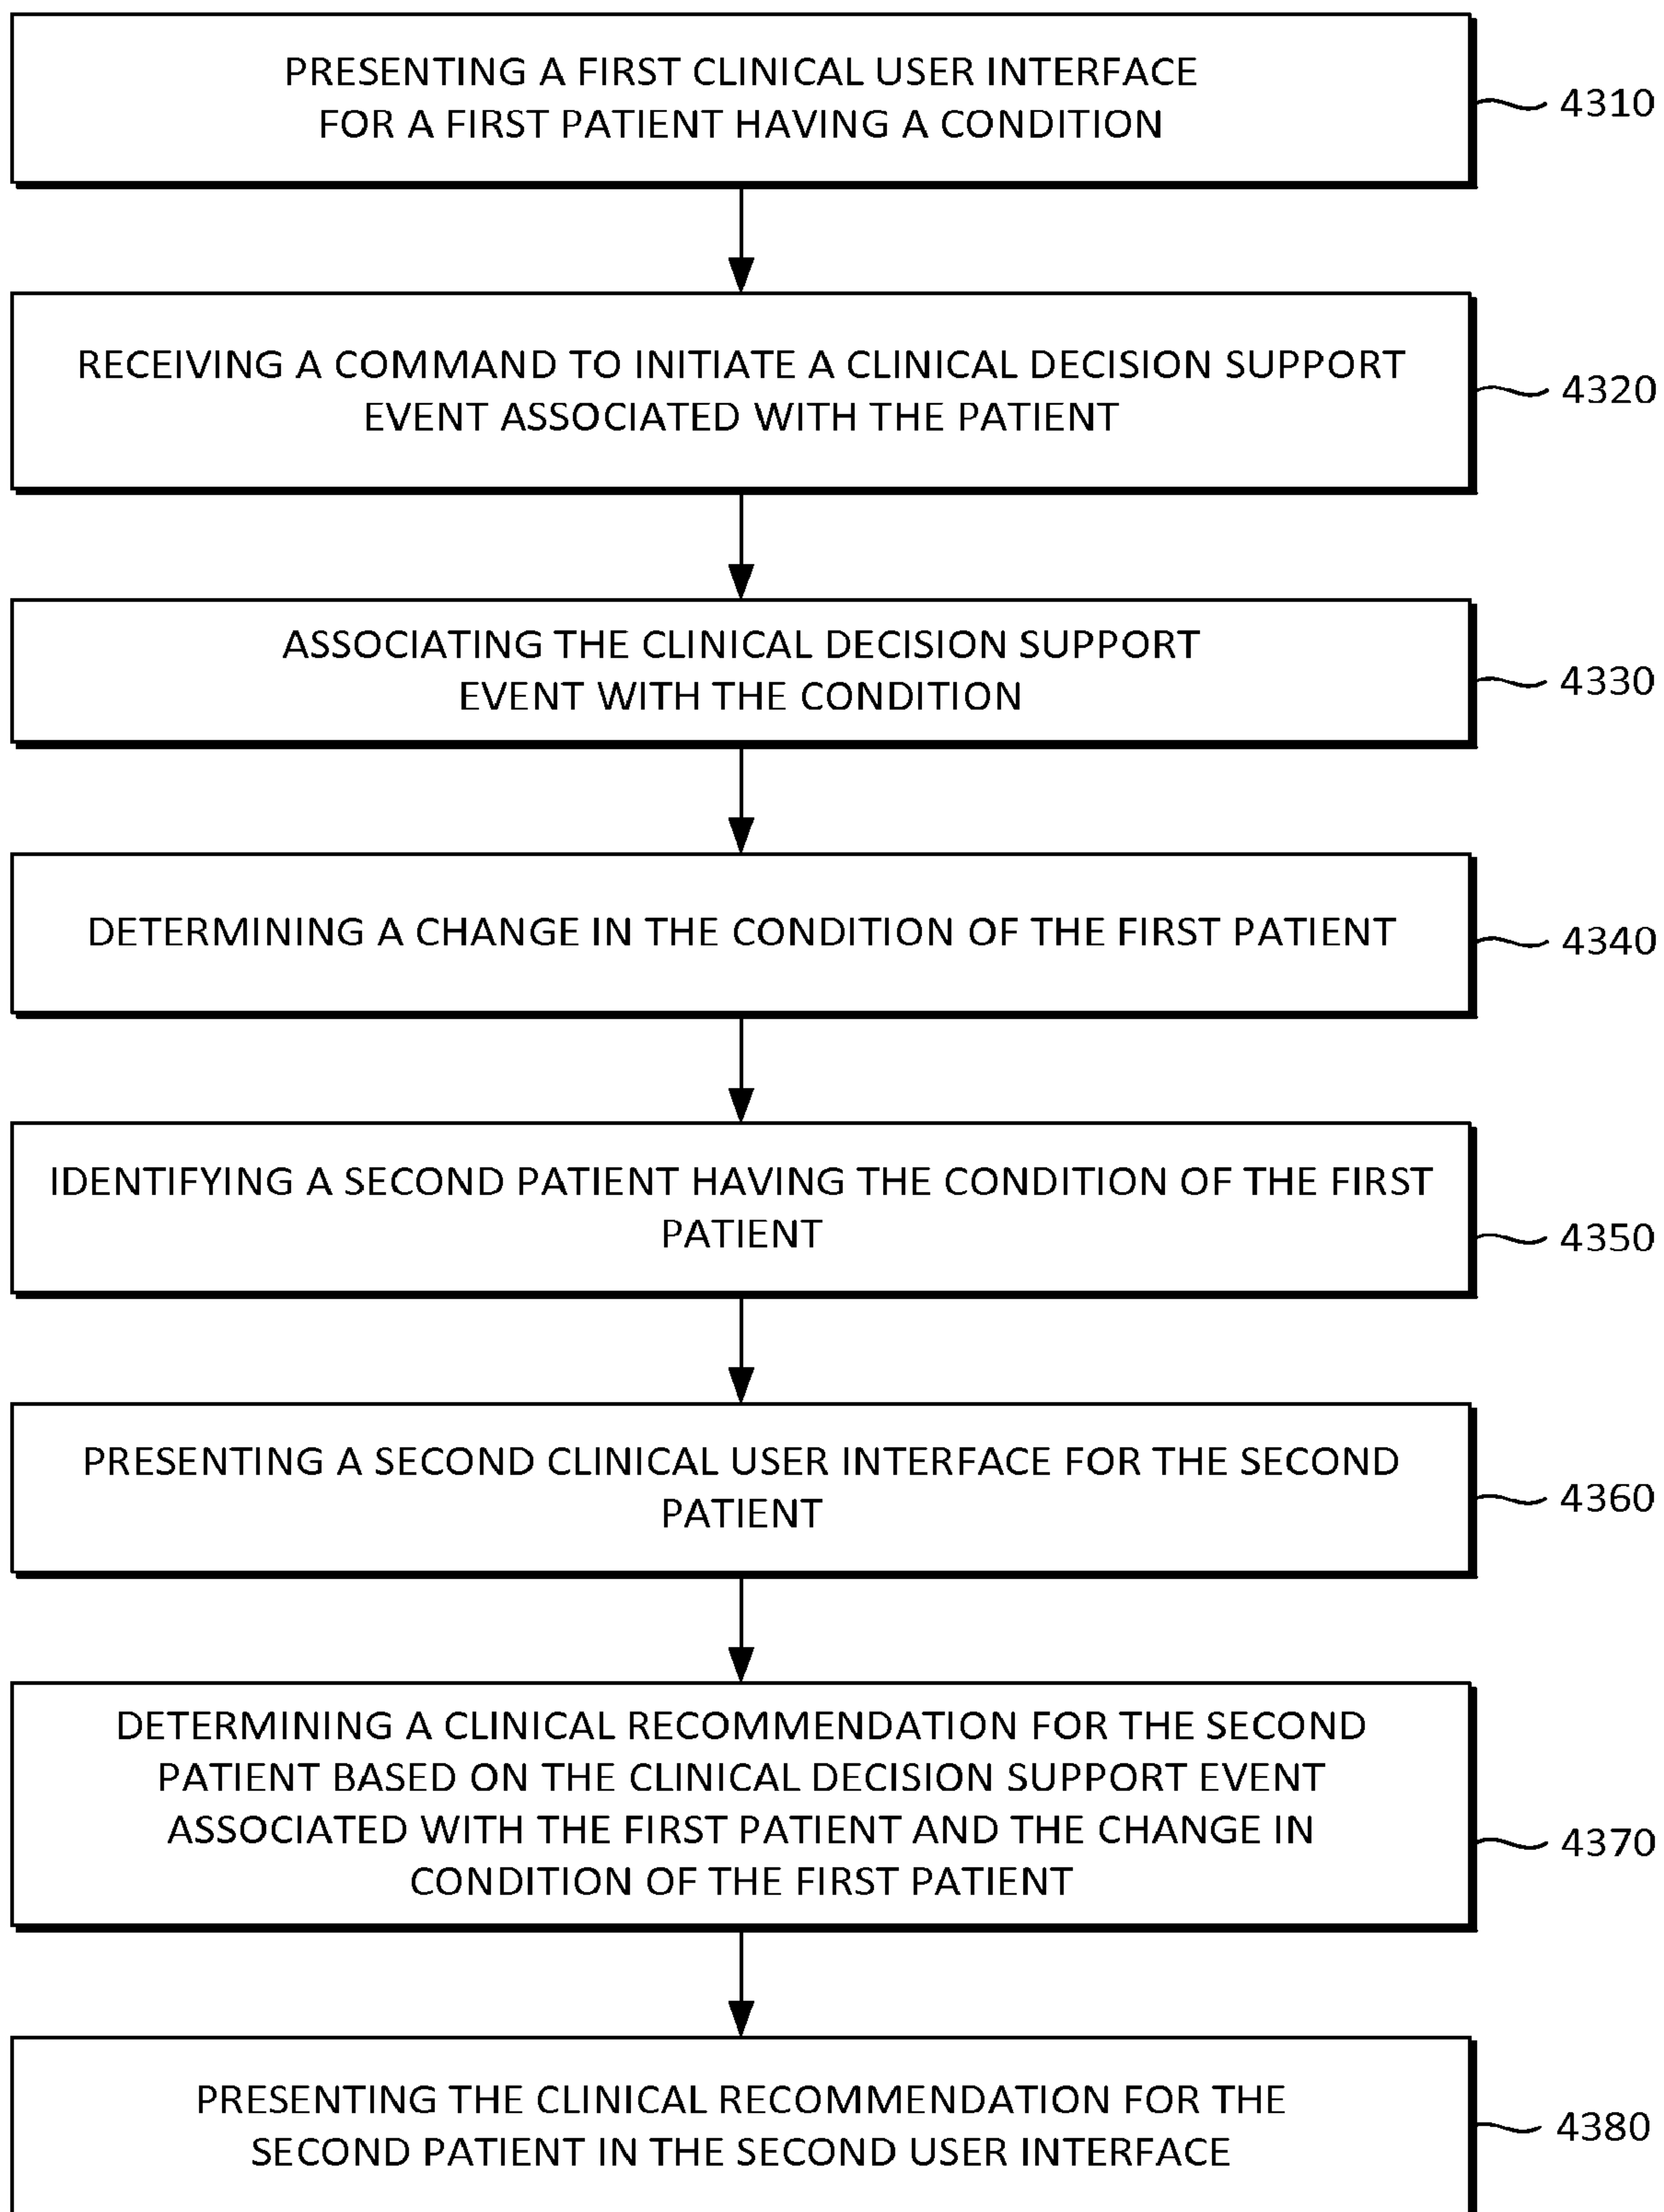 PRESENTING A FIRST CLINICAL USER INTERFACE
FOR A FIRST PATIENT HAVING A CONDITION
4310
RECEIVING A COMMAND TO INITIATE A CLINICAL DECISION SUPPORT
EVENT ASSOCIATED WITH THE PATIENT
4320
ASSOCIATING THE CLINICAL DECISION SUPPORT
EVENT WITH THE CONDITION
4330
DETERMINING A CHANGE IN THE CONDITION OF THE FIRST PATIENT
4340
IDENTIFYING A SECOND PATIENT HAVING THE CONDITION OF THE FIRST
PATIENT
4350
PRESENTING A SECOND CLINICAL USER INTERFACE FOR THE SECOND
PATIENT
4360
DETERMINING A CLINICAL RECOMMENDATION FOR THE SECOND
PATIENT BASED ON THE CLINICAL DECISION SUPPORT EVENT
ASSOCIATED WITH THE FIRST PATIENT AND THE CHANGE IN
CONDITION OF THE FIRST PATIENT
4370
PRESENTING THE CLINICAL RECOMMENDATION FOR THE
SECOND PATIENT IN THE SECOND USER INTERFACE
4380